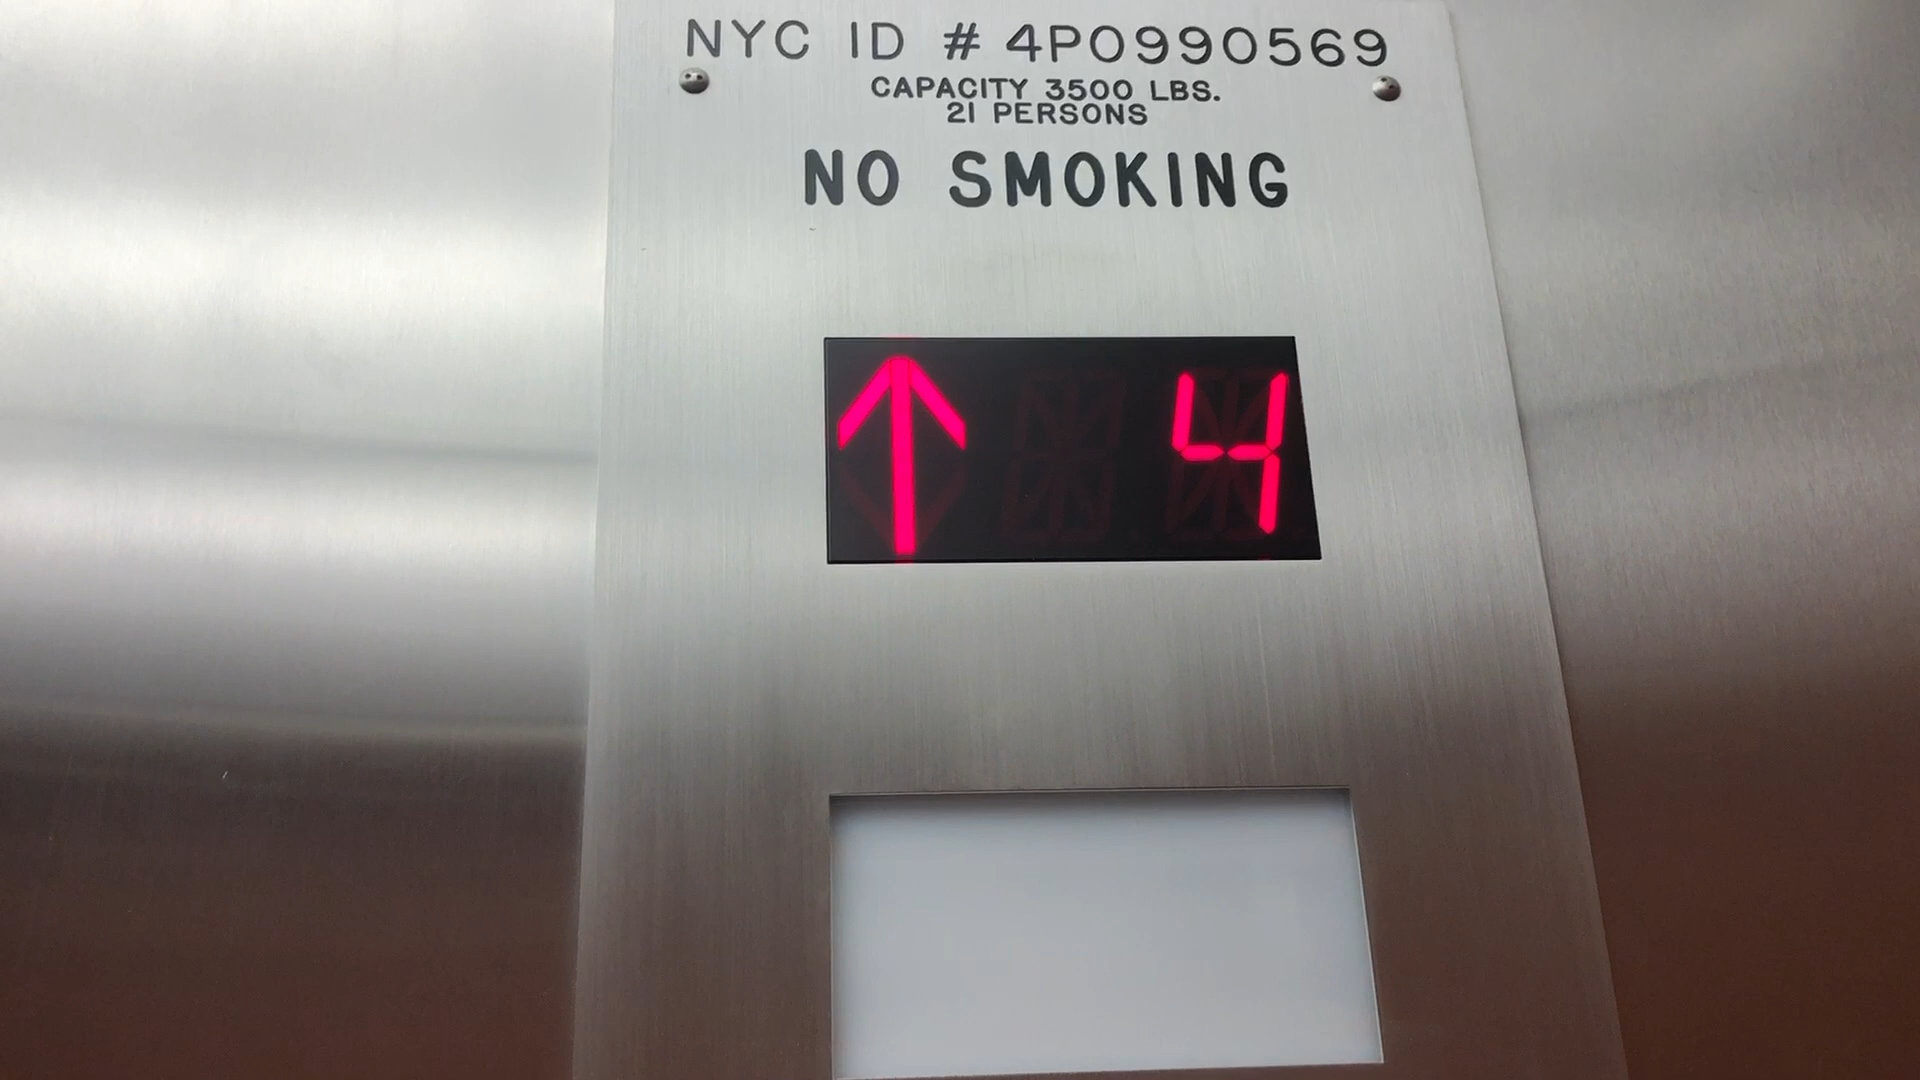 NYC ID # 4P0990569
CAPACITY 3500 LBS.
21 PERSONS
NO SMOKING
4